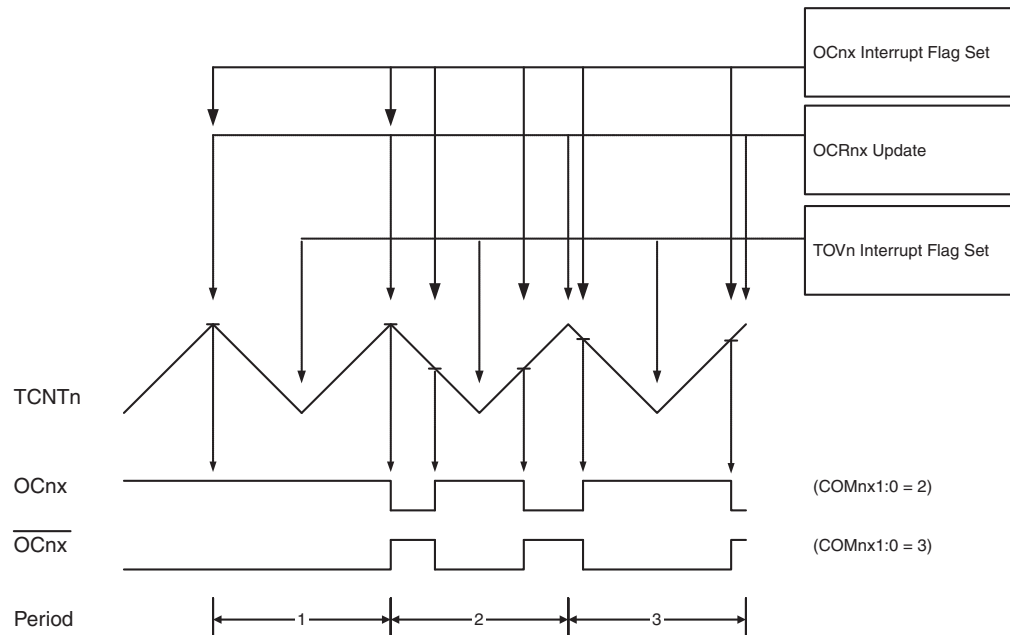 OCnx Interrupt Flag Set
OCRnx Update
TOVn Interrupt Flag Set
TCNTn
OCnx
(COMnx1:0 = 2)
OCnx
(COMnx1:0 = 3)
Period
1
2
3